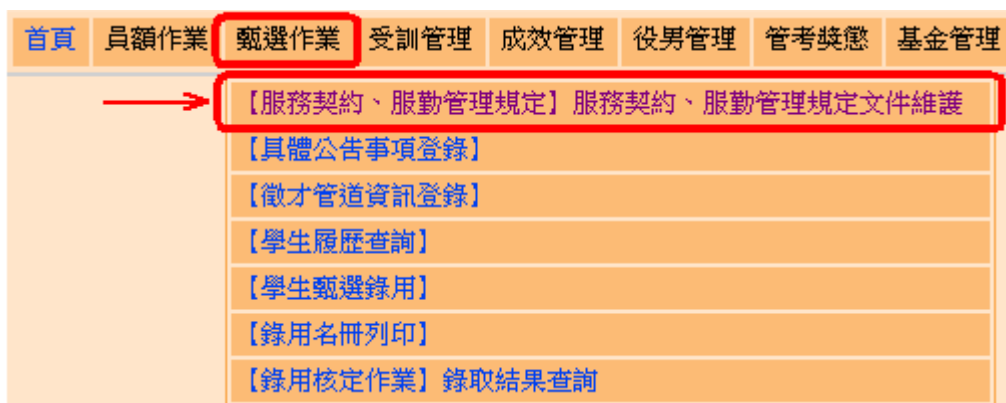 首頁 員額作業 甄選作業 受訓管理 成效管理 役男管理 管考獎懲 基金管理
【服務契約、服勤管理規定】服務契約、服勤管理規定文件維護
【具體公告事項登錄】
【徵才管道資訊登錄】
【學生履歷查詢】
【學生甄選錄用】
【錄用名冊列印】
【錄用核定作業】錄取結果查詢